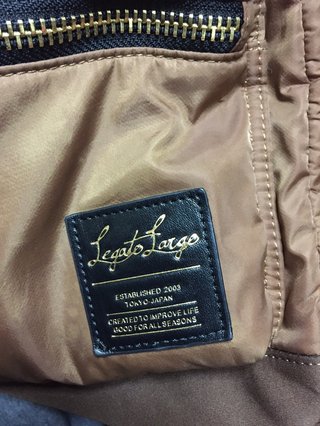 Legato Largo
ESTABLISHED 2003
TOKYO-JAPAN
CREATED TO IMPROVE LIFE
GOOD FOR ALL SEASONS